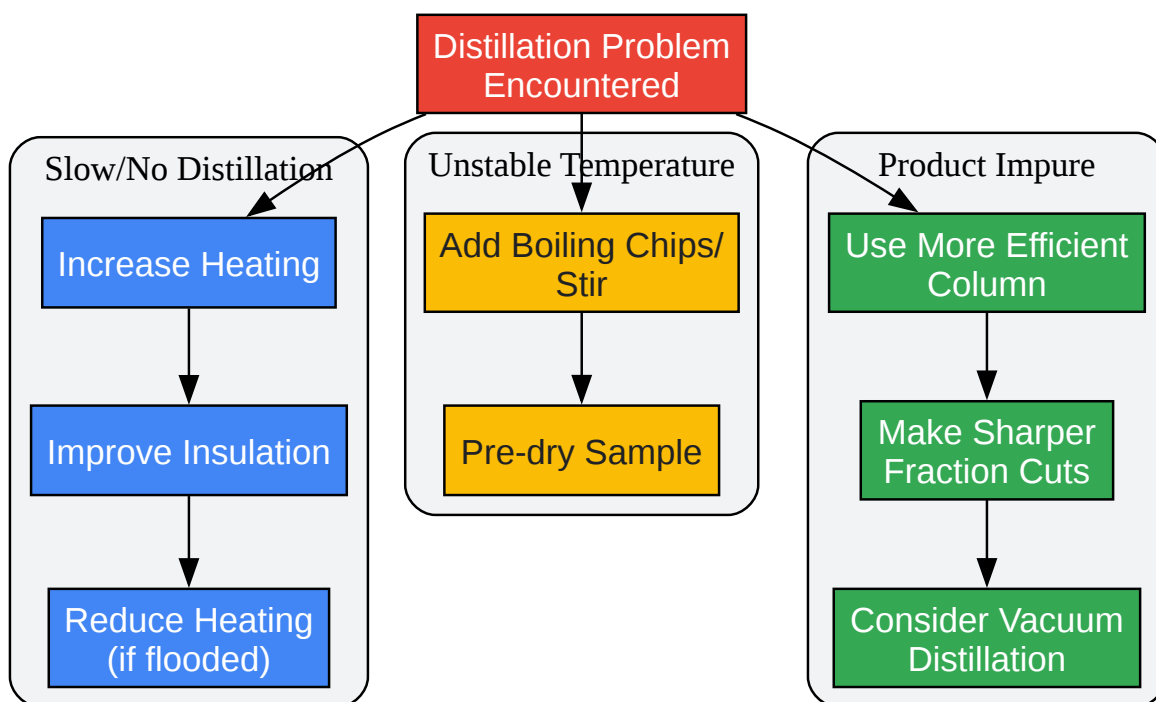 Distillation Problem
Encountered
Slow/No Distillation
Increase Heating
Improve Insulation
Reduce Heating
(if flooded)
Unstable Temperature
Add Boiling Chips/
Stir
Pre-dry Sample
Product Impure
Use More Efficient
Column
Make Sharper
Fraction Cuts
Consider Vacuum
Distillation